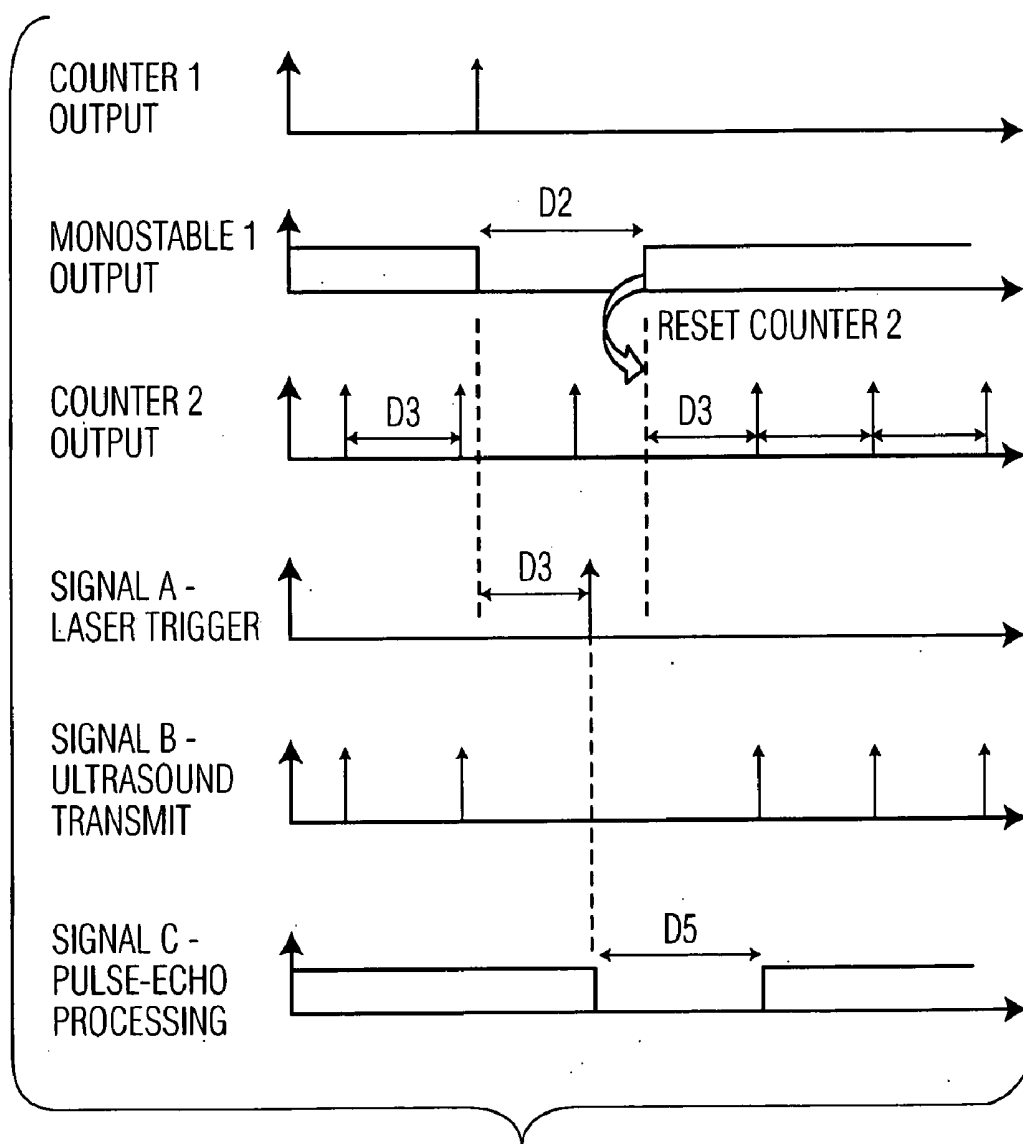 COUNTER 1
OUTPUT
D2
MONOSTABLE 1
OUTPUT
RESET COUNTER 2
COUNTER 2
OUTPUT
D3
D3
SIGNAL A -
LASER TRIGGER
D3
SIGNAL B -
ULTRASOUND
TRANSMIT
SIGNAL C -
PULSE-ECHO
PROCESSING
D5